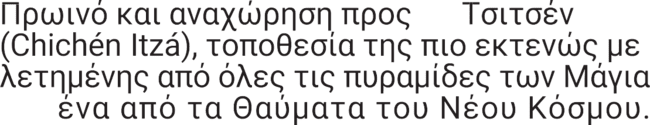 Πρωινό και αναχώρηση προς Τσιτσέν
(Chichén Itzá), τοποθεσία της πιο εκτενώς με
λετημένης από όλες τις πυραμίδες των Μάγια
ένα από τα Θαύματα του Νέου Κόσμου.